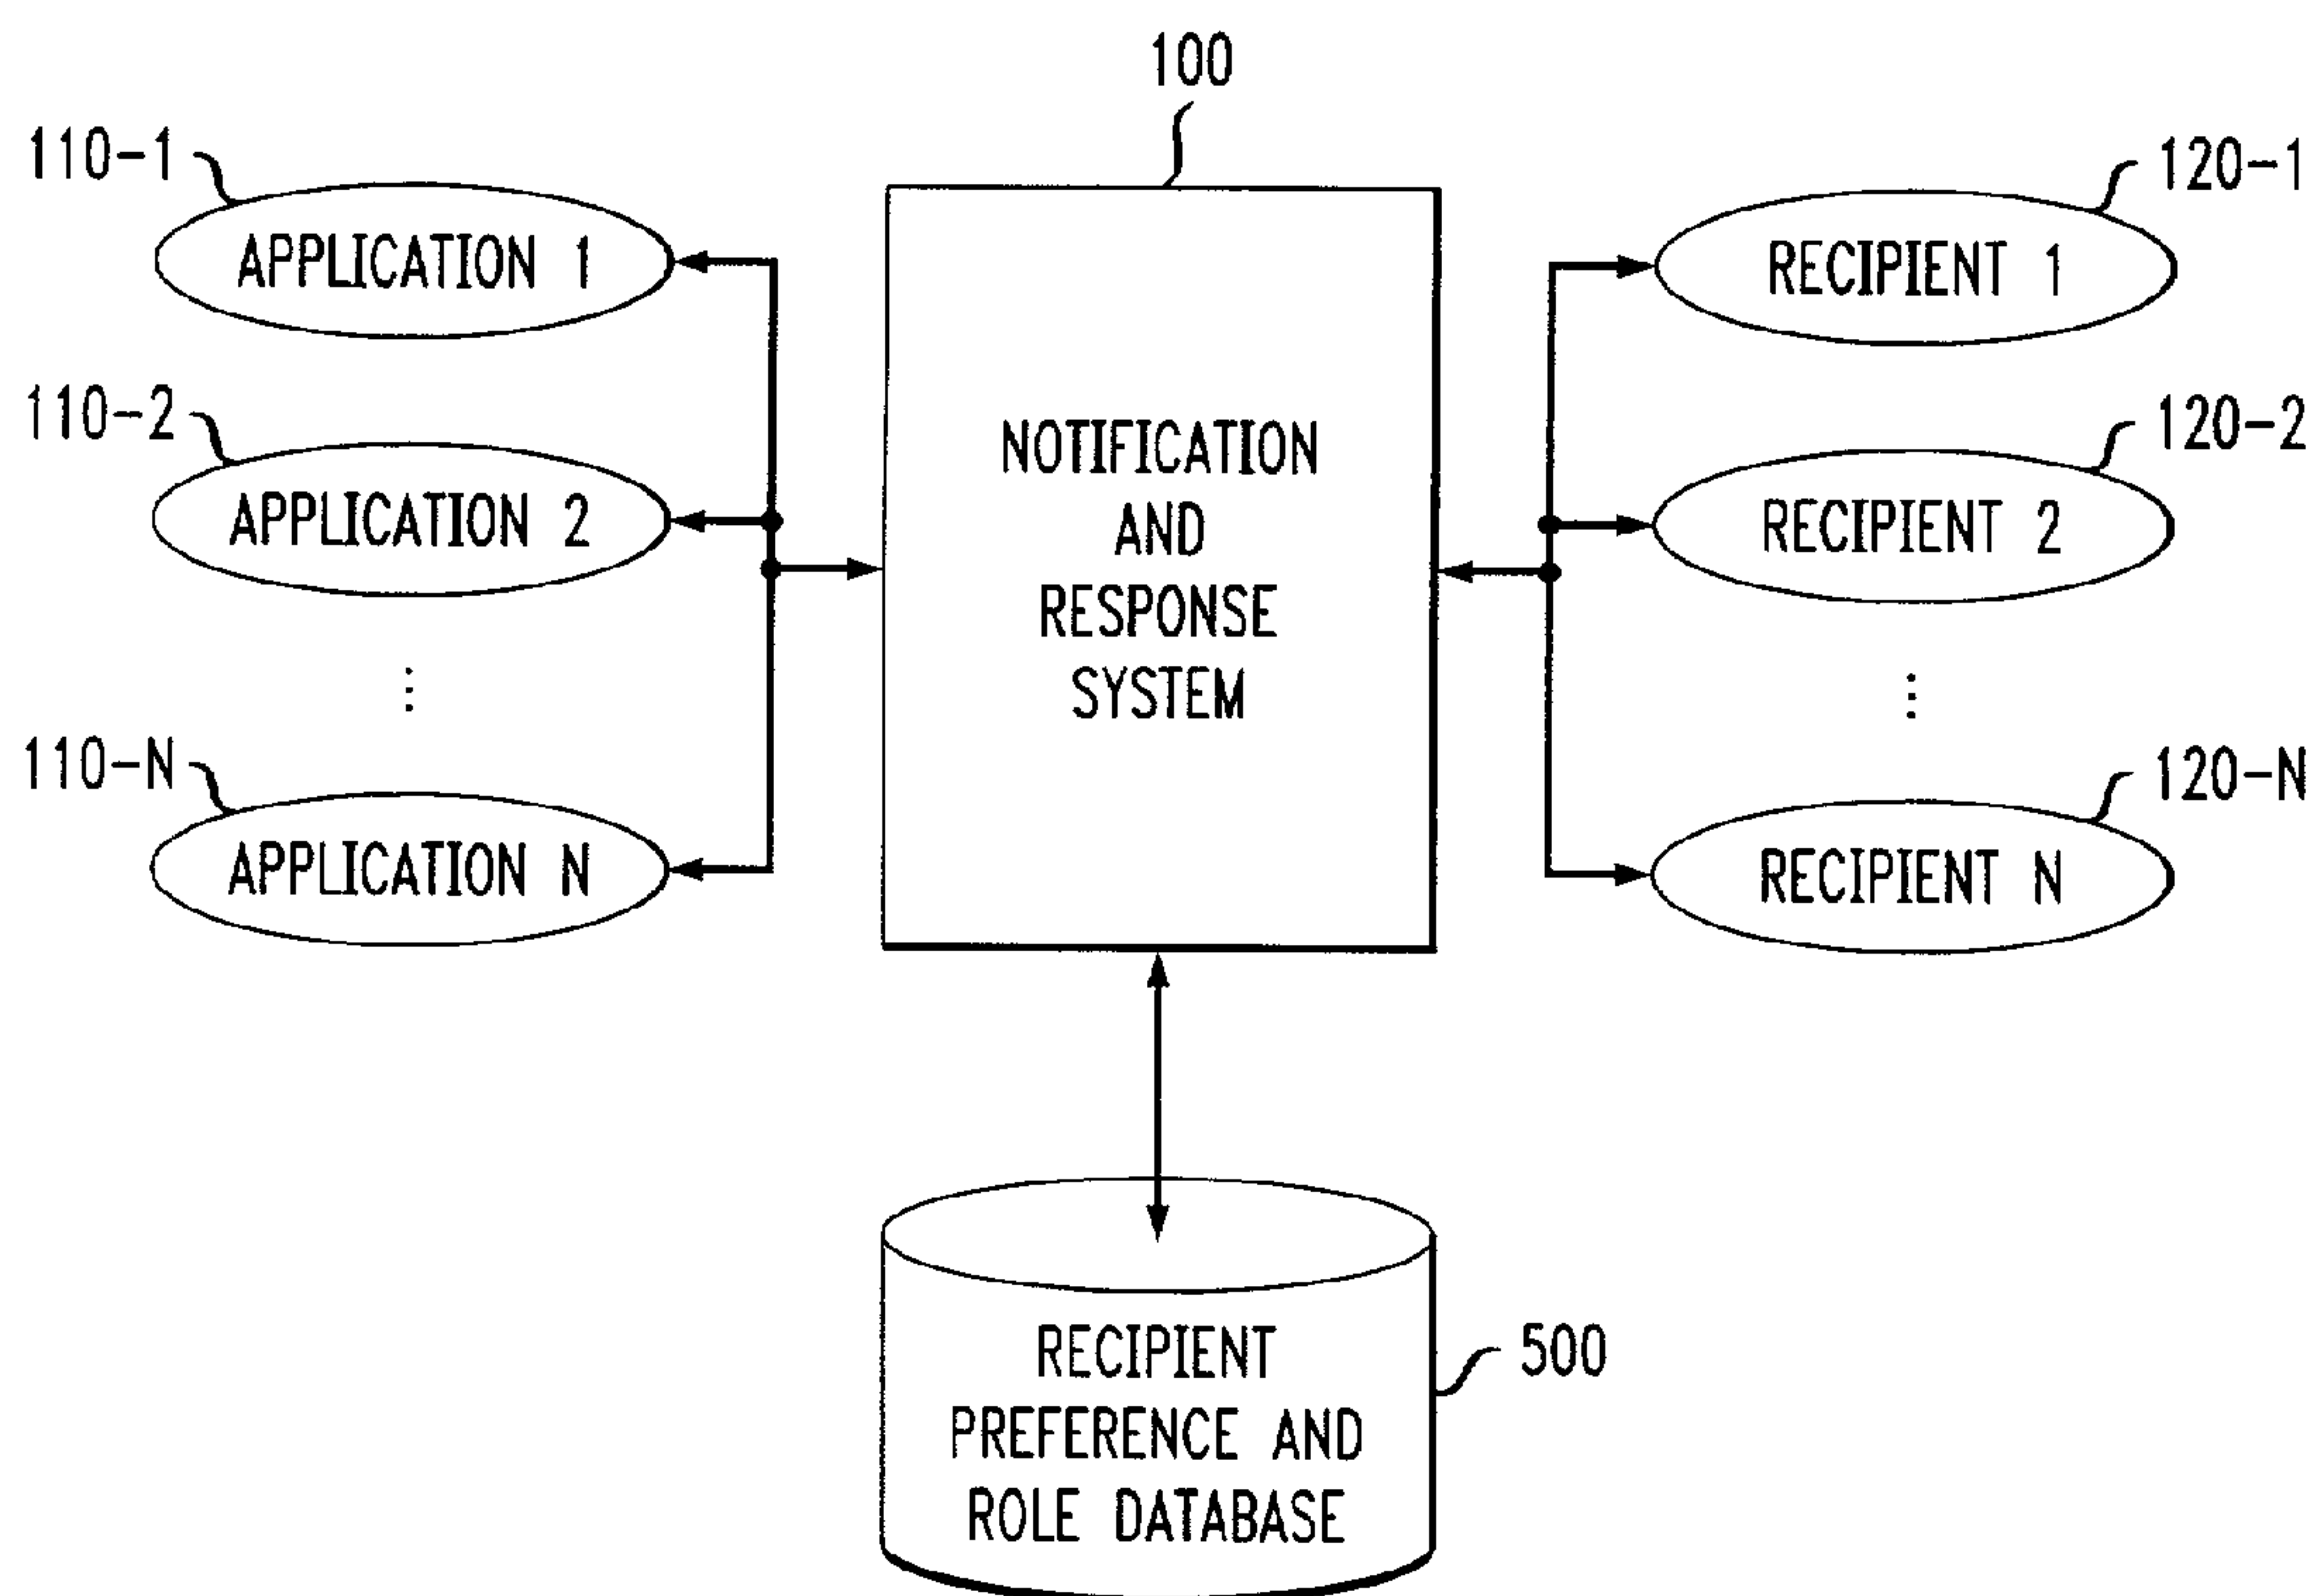 100
110-1
APPLICATION 1
110-2
APPLICATION 2
110-N
APPLICATION N
NOTIFICATION
AND
RESPONSE
SYSTEM
120-1
RECIPIENT 1
120-2
RECIPIENT 2
120-N
RECIPIENT N
RECIPIENT
PREFERENCE AND
ROLE DATABASE
500